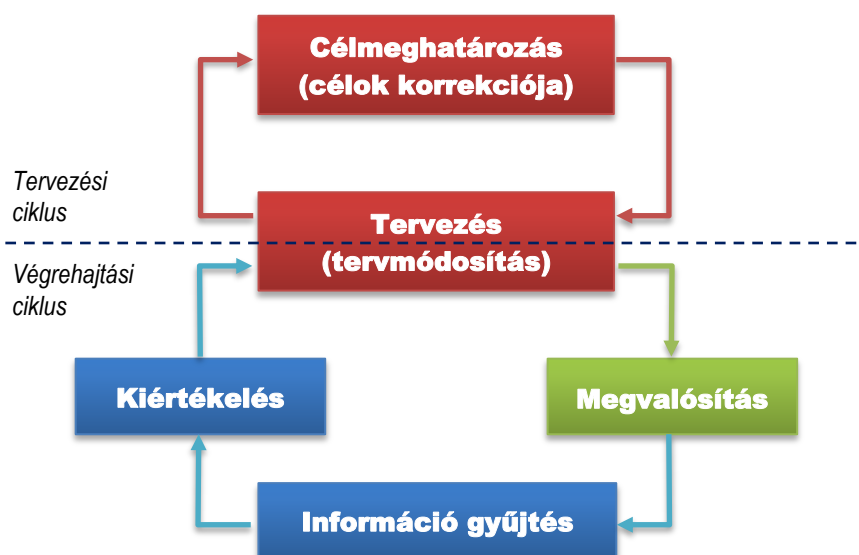 Célmeghatározás
(célok korrekciója)
Tervezési
ciklus
Tervezés
(tervmódosítás)
Végrehajtási
ciklus
Kiértékelés
Megvalósítás
Információ gyűjtés